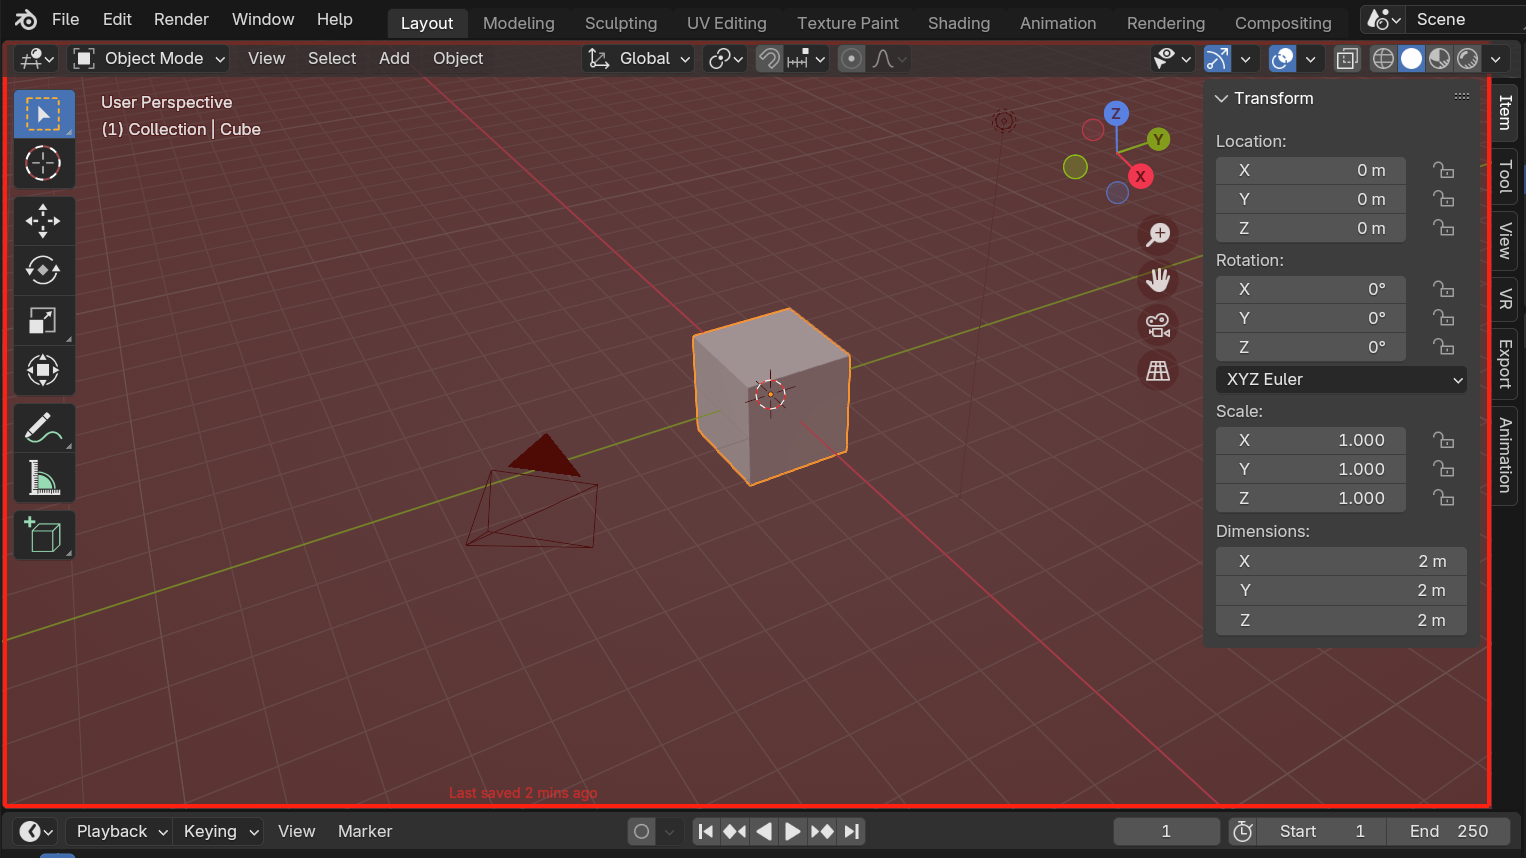 File Edit Render Window Help Layout Modeling Sculpting UV Editing Texture Paint Shading Animation Rendering Compositing Scene
Object Mode View Select Add Object Global
User Perspective
(1) Collection | Cube
Z
Y
X
Transform
Location:
X 0 m
Y 0 m
Z 0 m
Rotation:
X 0°
Y 0°
Z 0°
XYZ Euler
Scale:
X 1.000
Y 1.000
Z 1.000
Dimensions:
X 2 m
Y 2 m
Z 2 m
Item
Tool
View
VR
Export
Animation
Last saved 2 mins ago
Playback Keying View Marker 1 Start 1 End 250